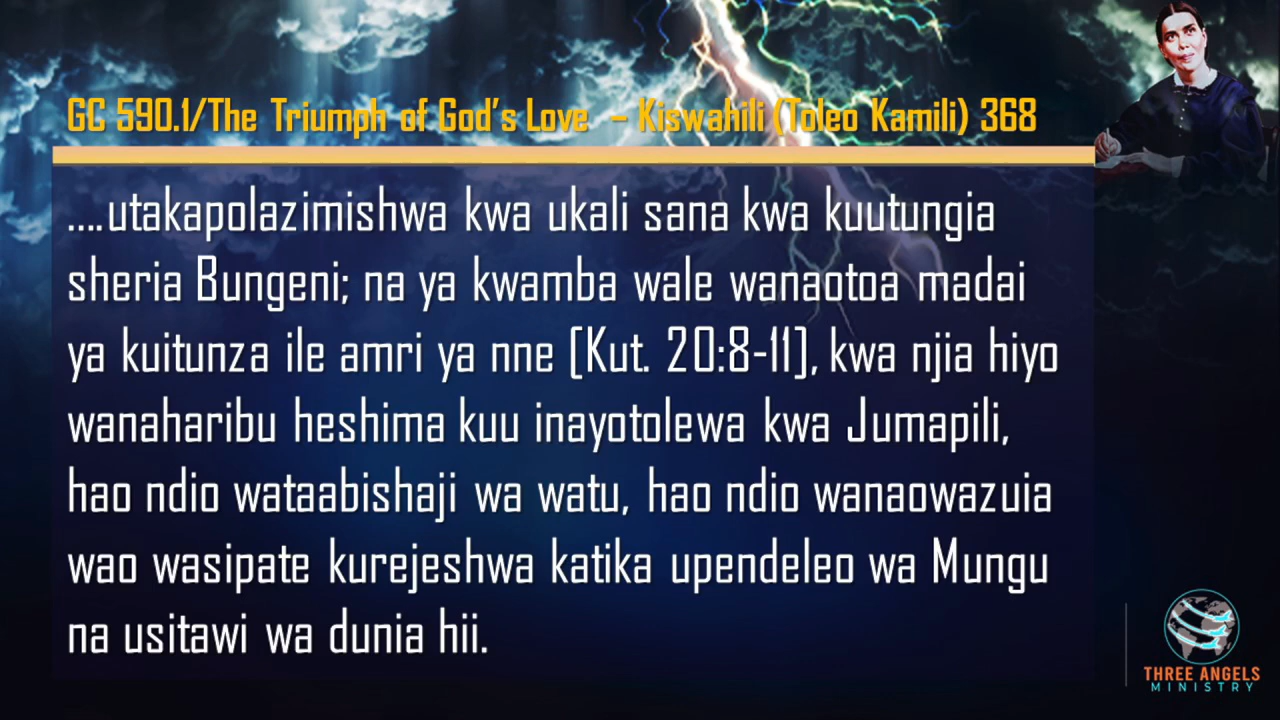 GC 590.1/The Triumph of God's Love – Kiswahili (Toleo Kamili) 368
....utakapolazimishwa kwa ukali sana kwa kuutungia
sheria Bungeni; na ya kwamba wale wanaotoa madai
ya kuitunza ile amri ya nne [Kut. 20:8-11], kwa njia hiyo
wanaharibu heshima kuu inayotolewa kwa Jumapili,
hao ndio wataabishaji wa watu, hao ndio wanaowazuia
wao wasipate kurejeshwa katika upendeleo wa Mungu
na usitawi wa dunia hii.
THREE ANGELS
MINISTRY